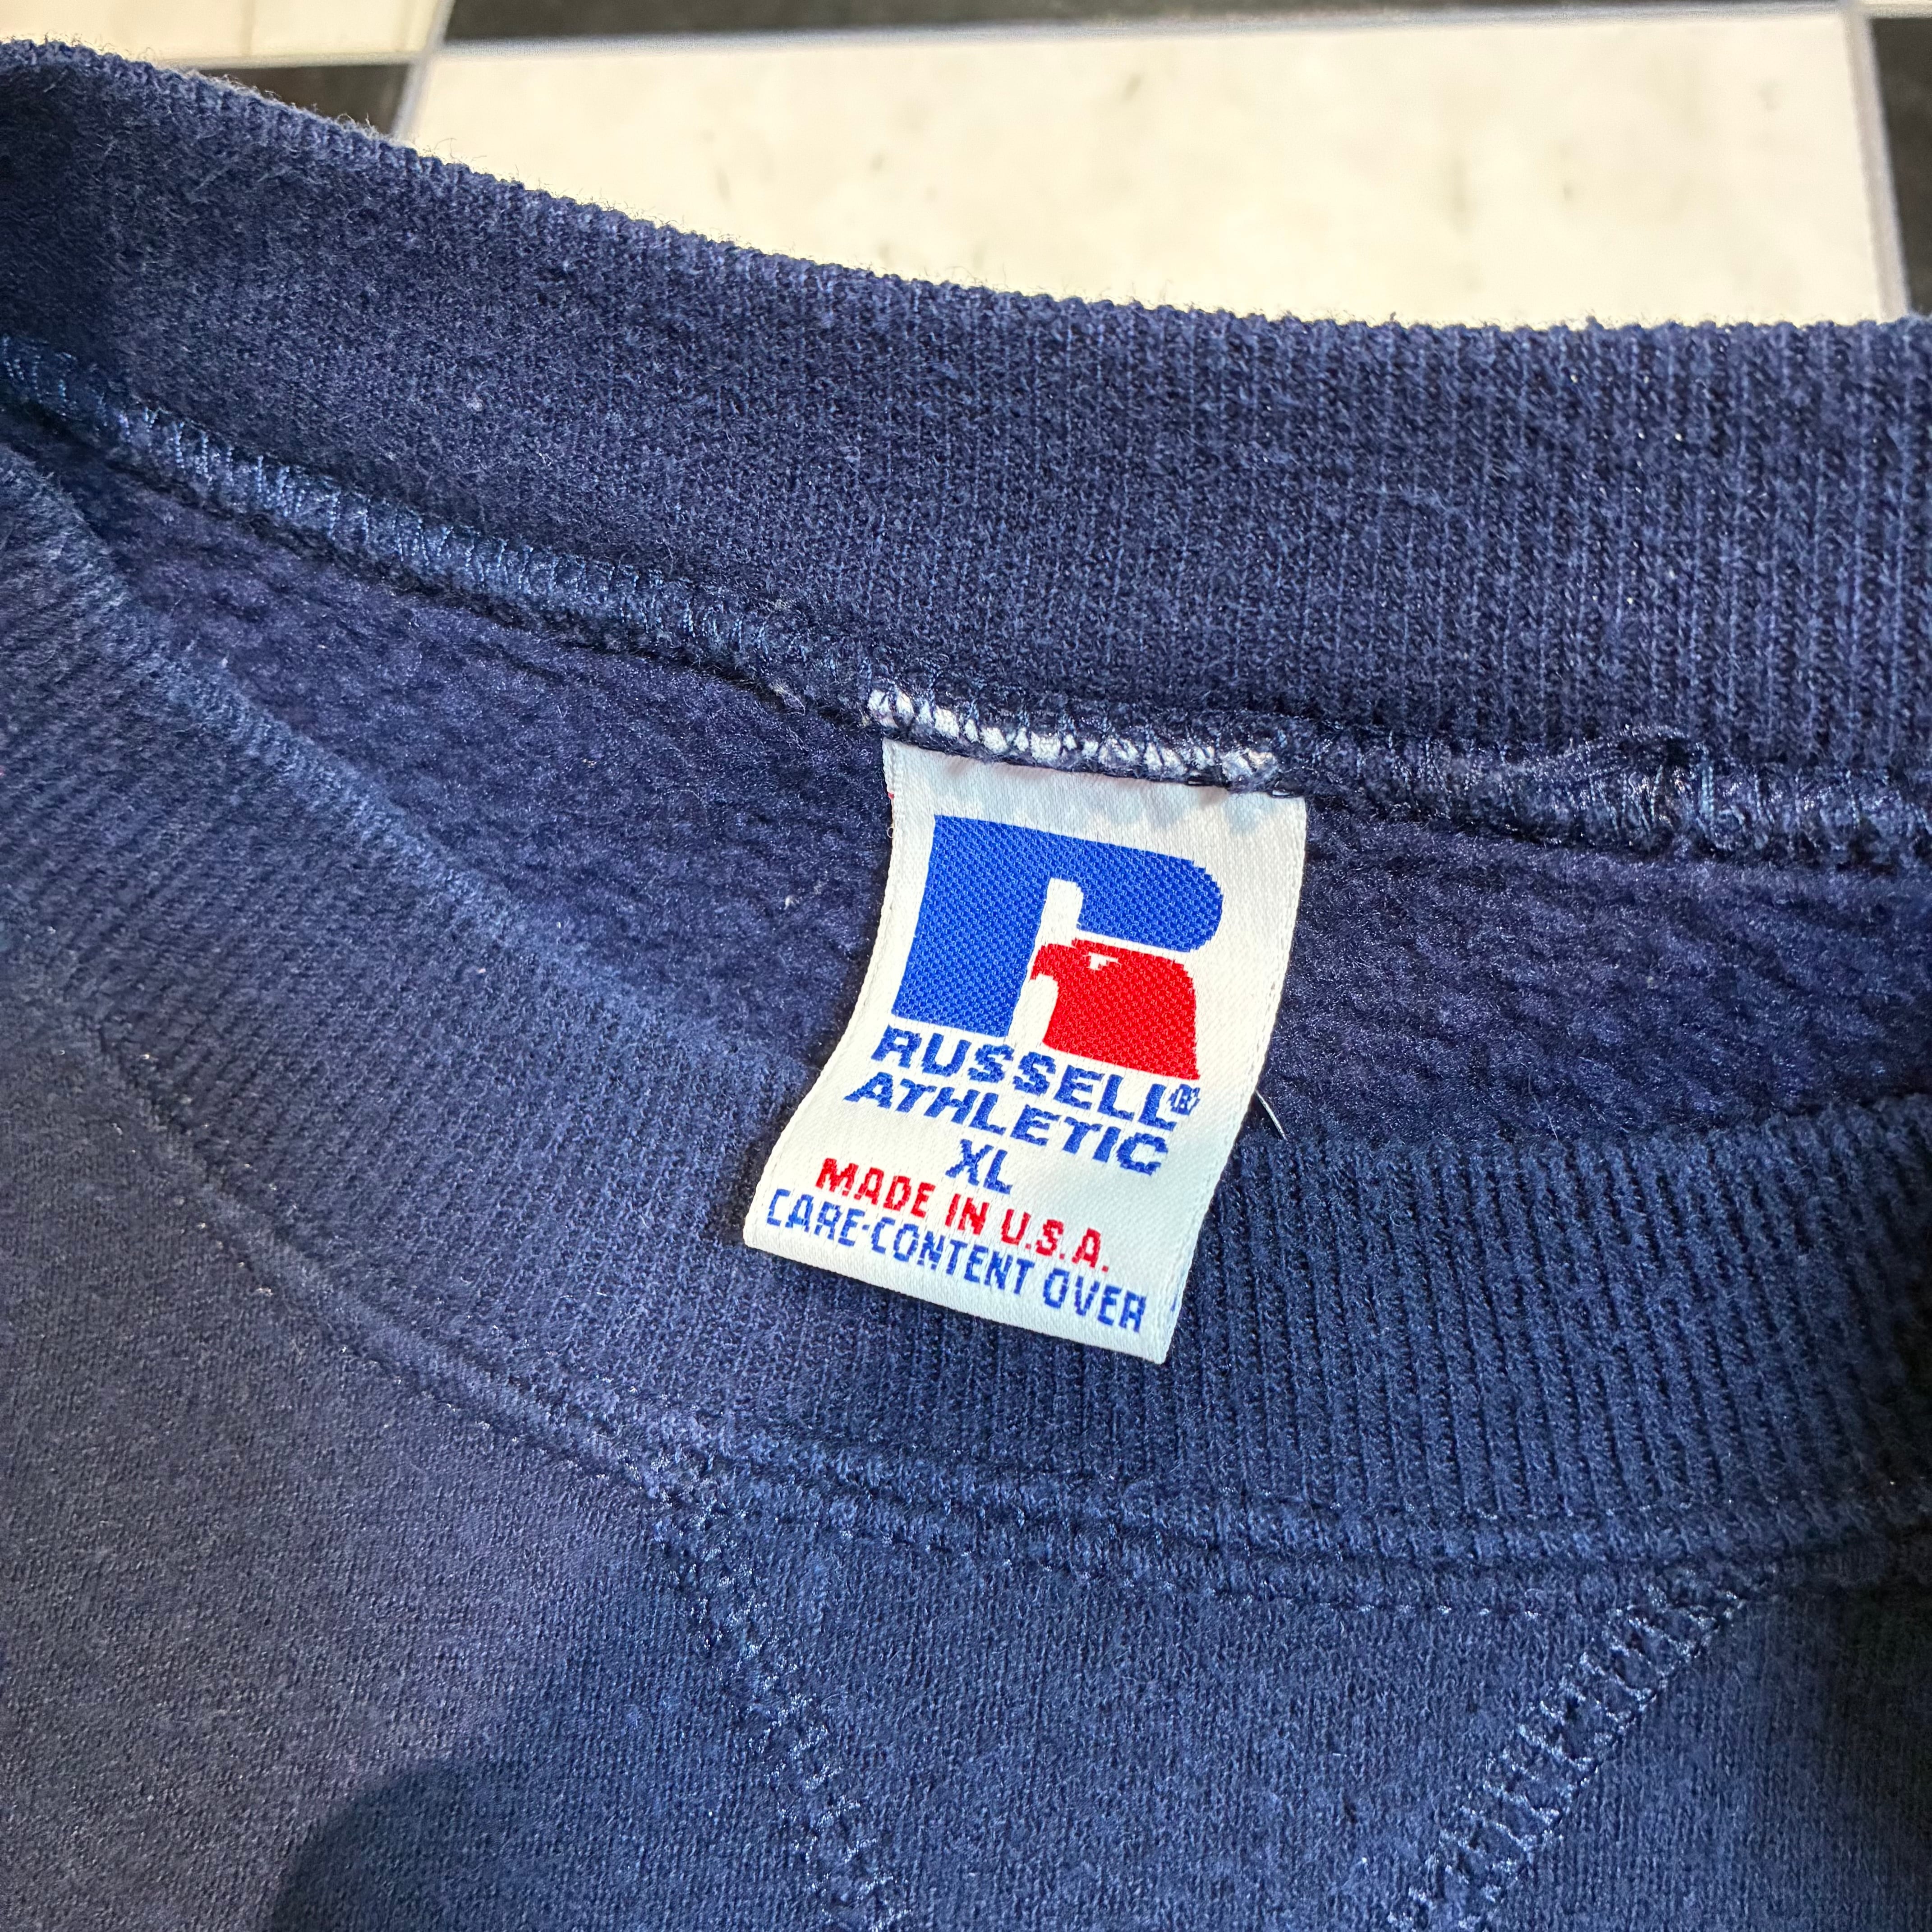 R
RUSSELL®
ATHLETIC
XL
MADE IN U.S.A.
CARE-CONTENT OVER